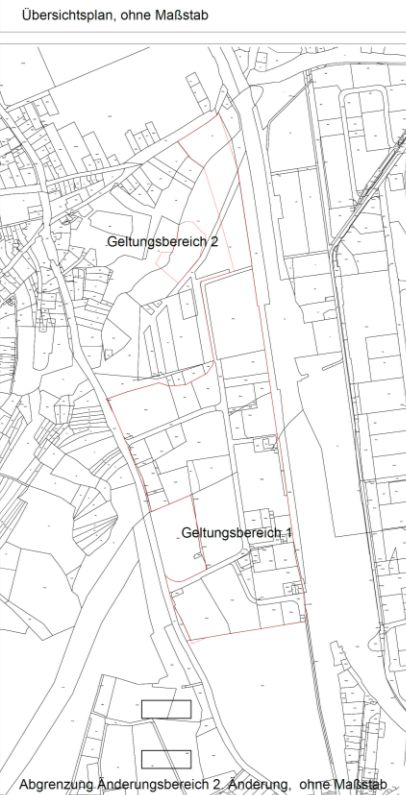 Übersichtsplan, ohne Maßstab
Geltungsbereich 2
Geltungsbereich 1
Abgrenzung Änderungsbereich 2. Änderung, ohne Maßstab